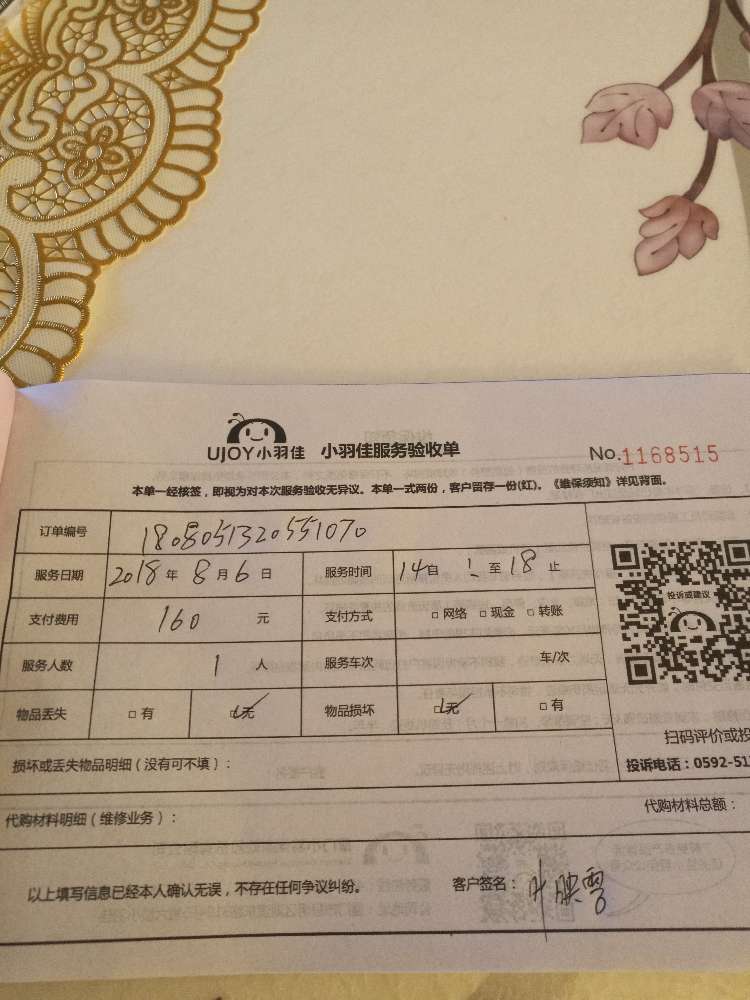 UJOY小羽佳 小羽佳服务验收单 No.1168515
本单一经核签，即视为对本次服务验收无异议。本单一式两份，客户留存一份(红)。《维保须知》详见背面。
订单编号 1808051320551070
服务日期 2018年8月6日 服务时间 14自 : 至18止
支付费用 160 元 支付方式 □网络 □现金 □转账
服务人数 1 人 服务车次 车/次
物品丢失 □有 □无 物品损坏 □无 □有
投诉或建议
扫码评价或投
投诉电话：0592-51
损坏或丢失物品明细（没有可不填）：
代购材料明细（维修业务）： 代购材料总额：
以上填写信息已经本人确认无误，不存在任何争议纠纷。 客户签名：叶映雪